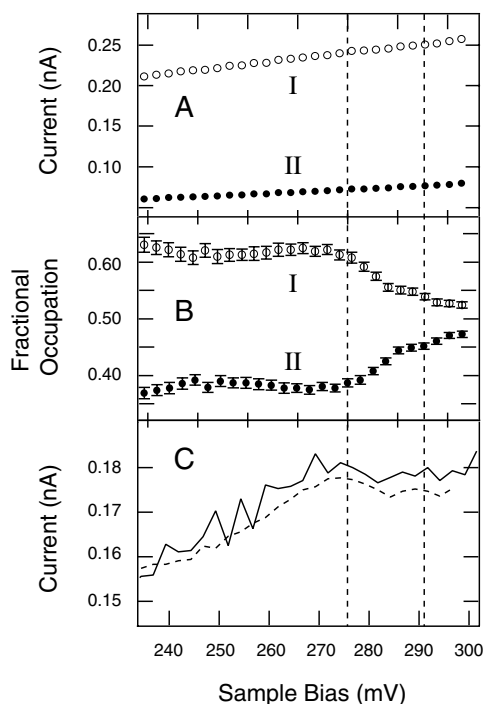 0.25
0.20
0.15
0.10
Current (nA)
A
I
II
0.60
0.50
0.40
Fractional
Occupation
B
I
II
0.18
0.17
0.16
0.15
Current (nA)
C
240 250 260 270 280 290 300
Sample Bias (mV)